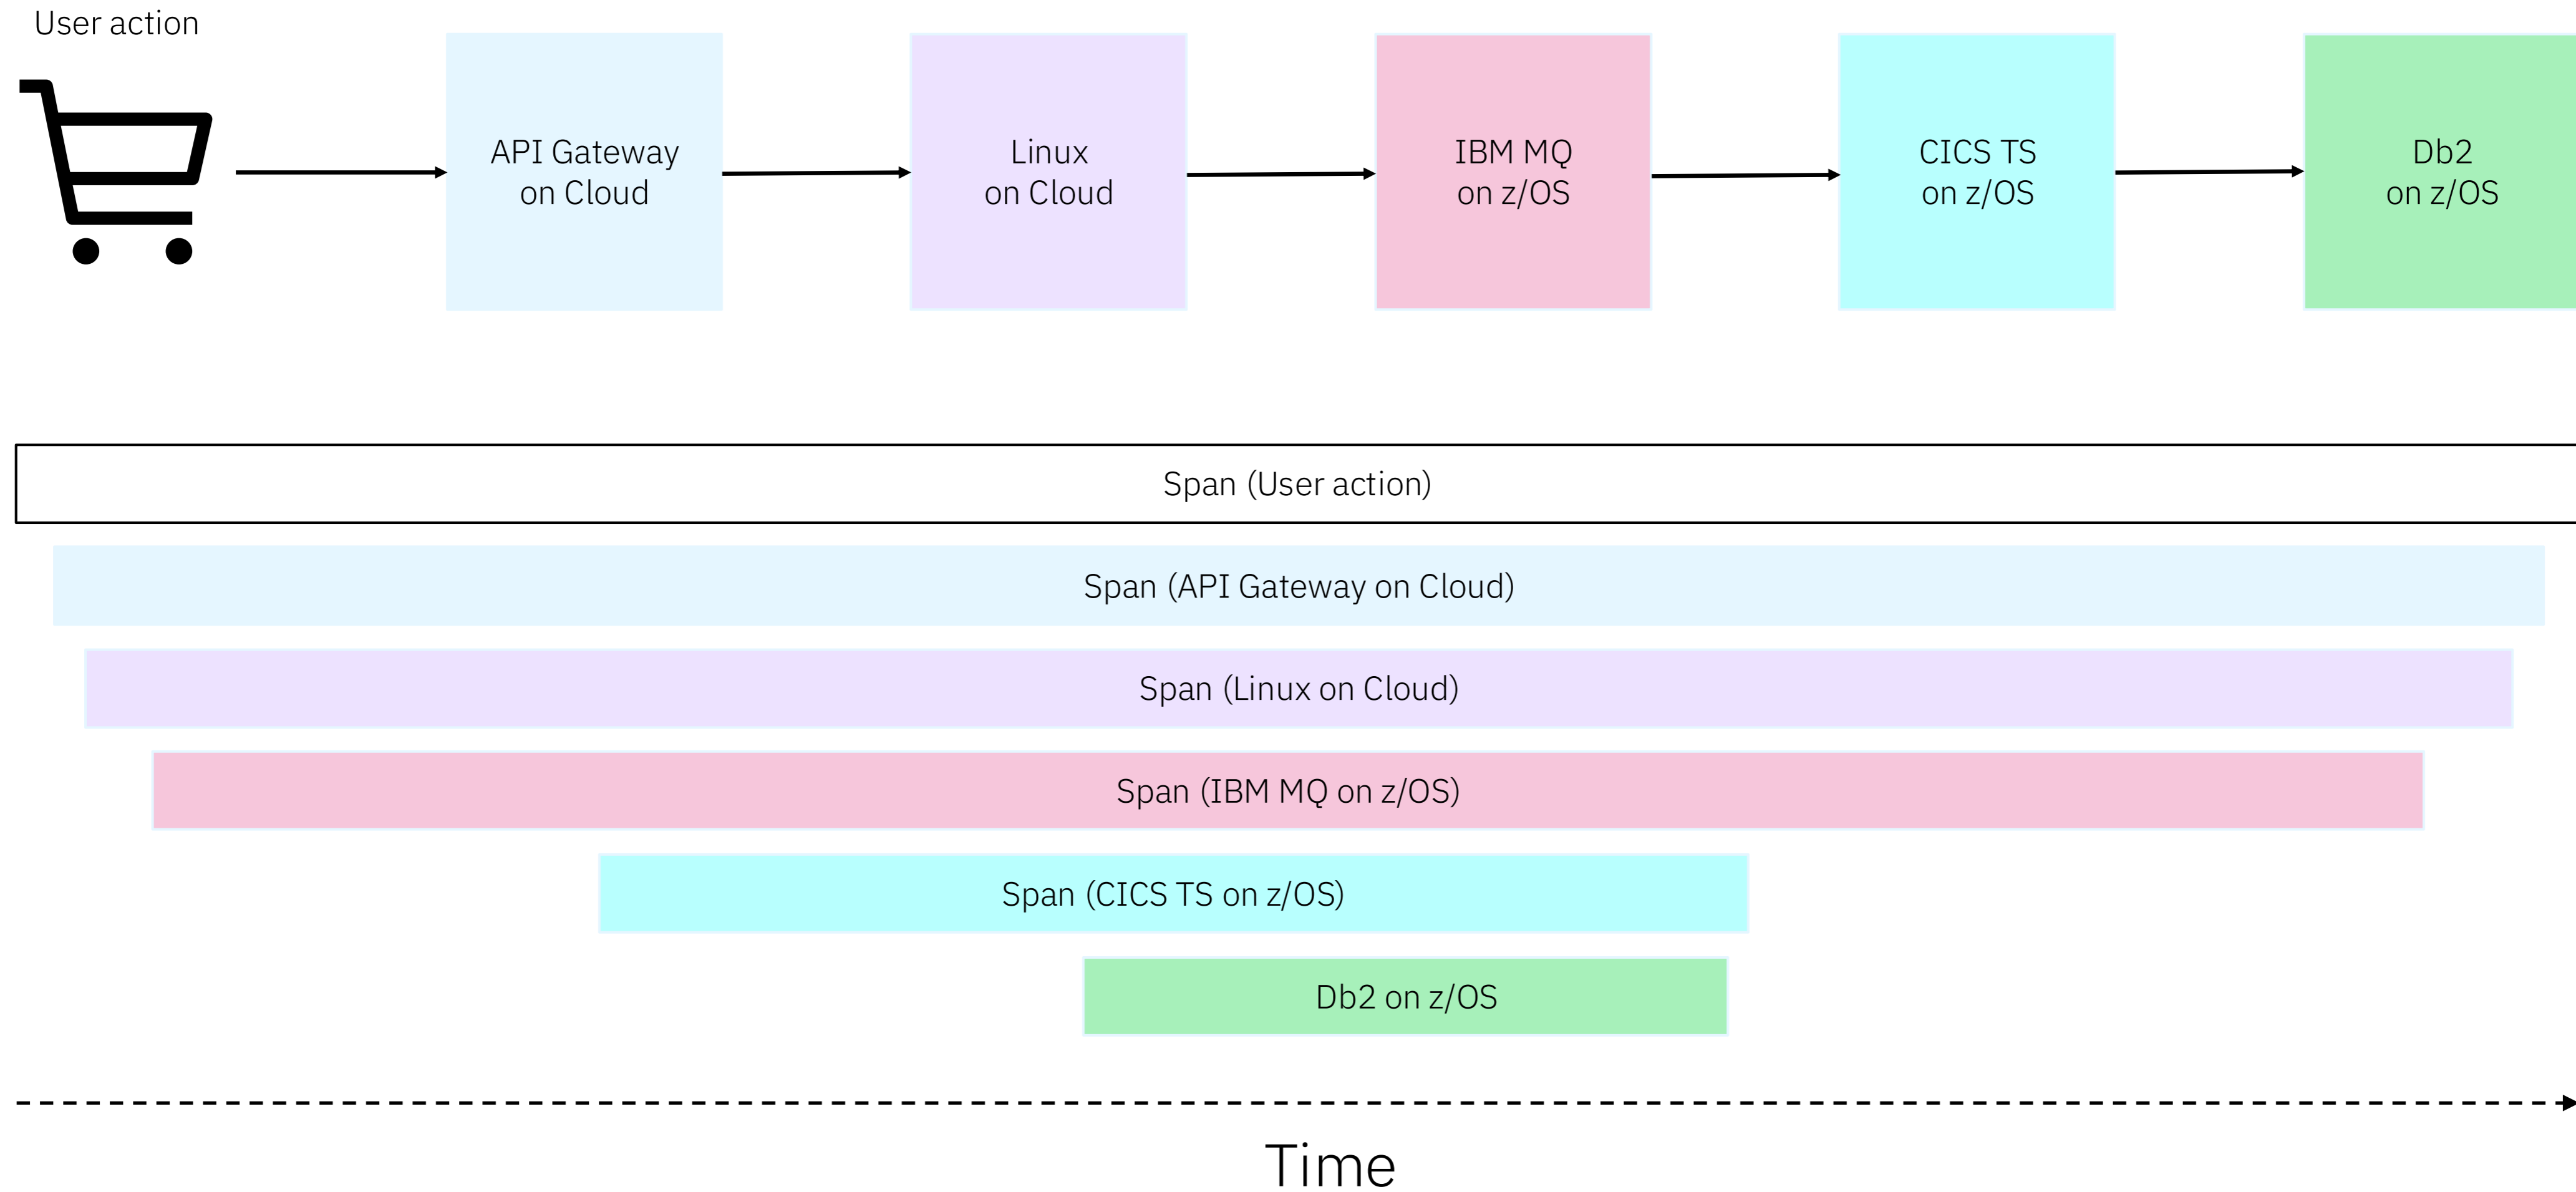 User action
API Gateway
on Cloud
Linux
on Cloud
IBM MQ
on z/OS
CICS TS
on z/OS
Db2
on z/OS
Span (User action)
Span (API Gateway on Cloud)
Span (Linux on Cloud)
Span (IBM MQ on z/OS)
Span (CICS TS on z/OS)
Db2 on z/OS
Time